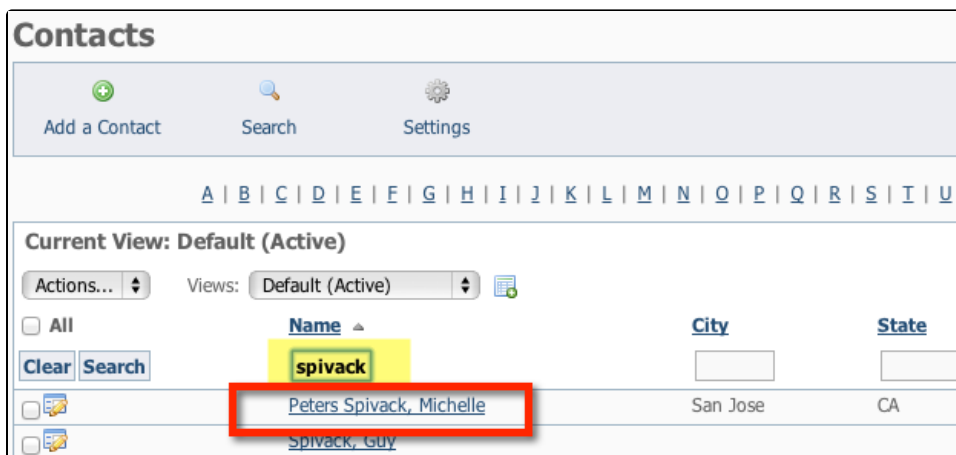 Contacts
Add a Contact Search Settings
A | B | C | D | E | F | G | H | I | J | K | L | M | N | O | P | Q | R | S | T | U
Current View: Default (Active)
Actions... Views: Default (Active)
All Name City State
Clear Search spivack
Peters Spivack, Michelle San Jose CA
Spivack, Guy